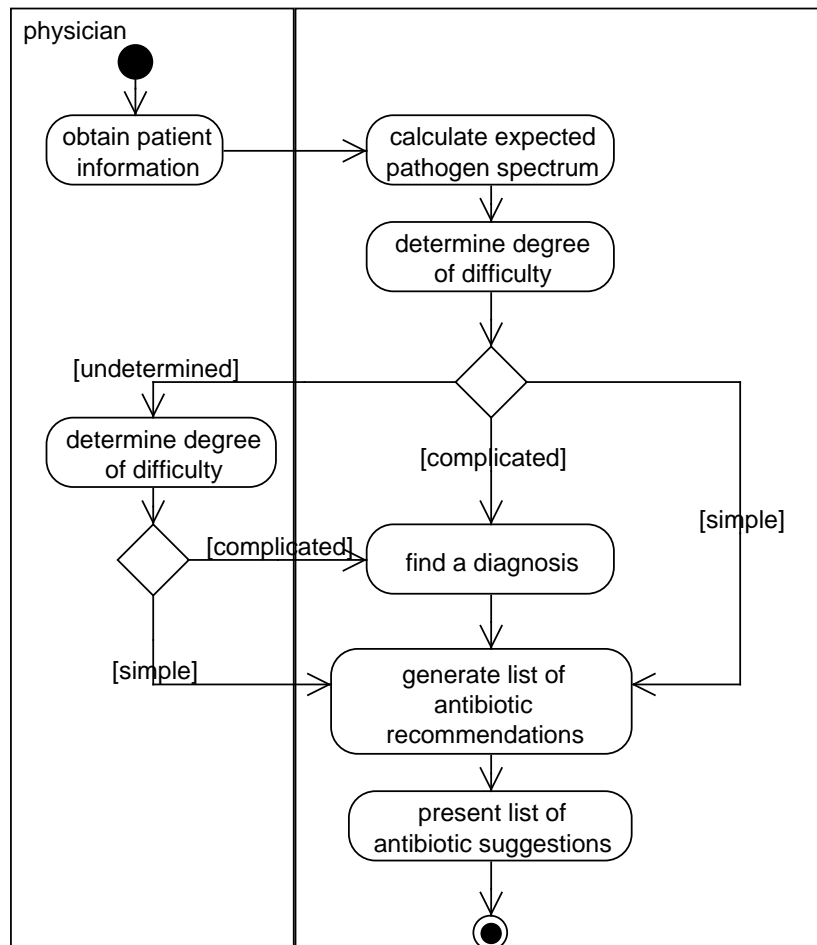 physician
obtain patient
information
calculate expected
pathogen spectrum
determine degree
of difficulty
[undetermined]
determine degree
of difficulty
[complicated]
[simple]
[complicated]
find a diagnosis
[simple]
generate list of
antibiotic
recommendations
present list of
antibiotic suggestions